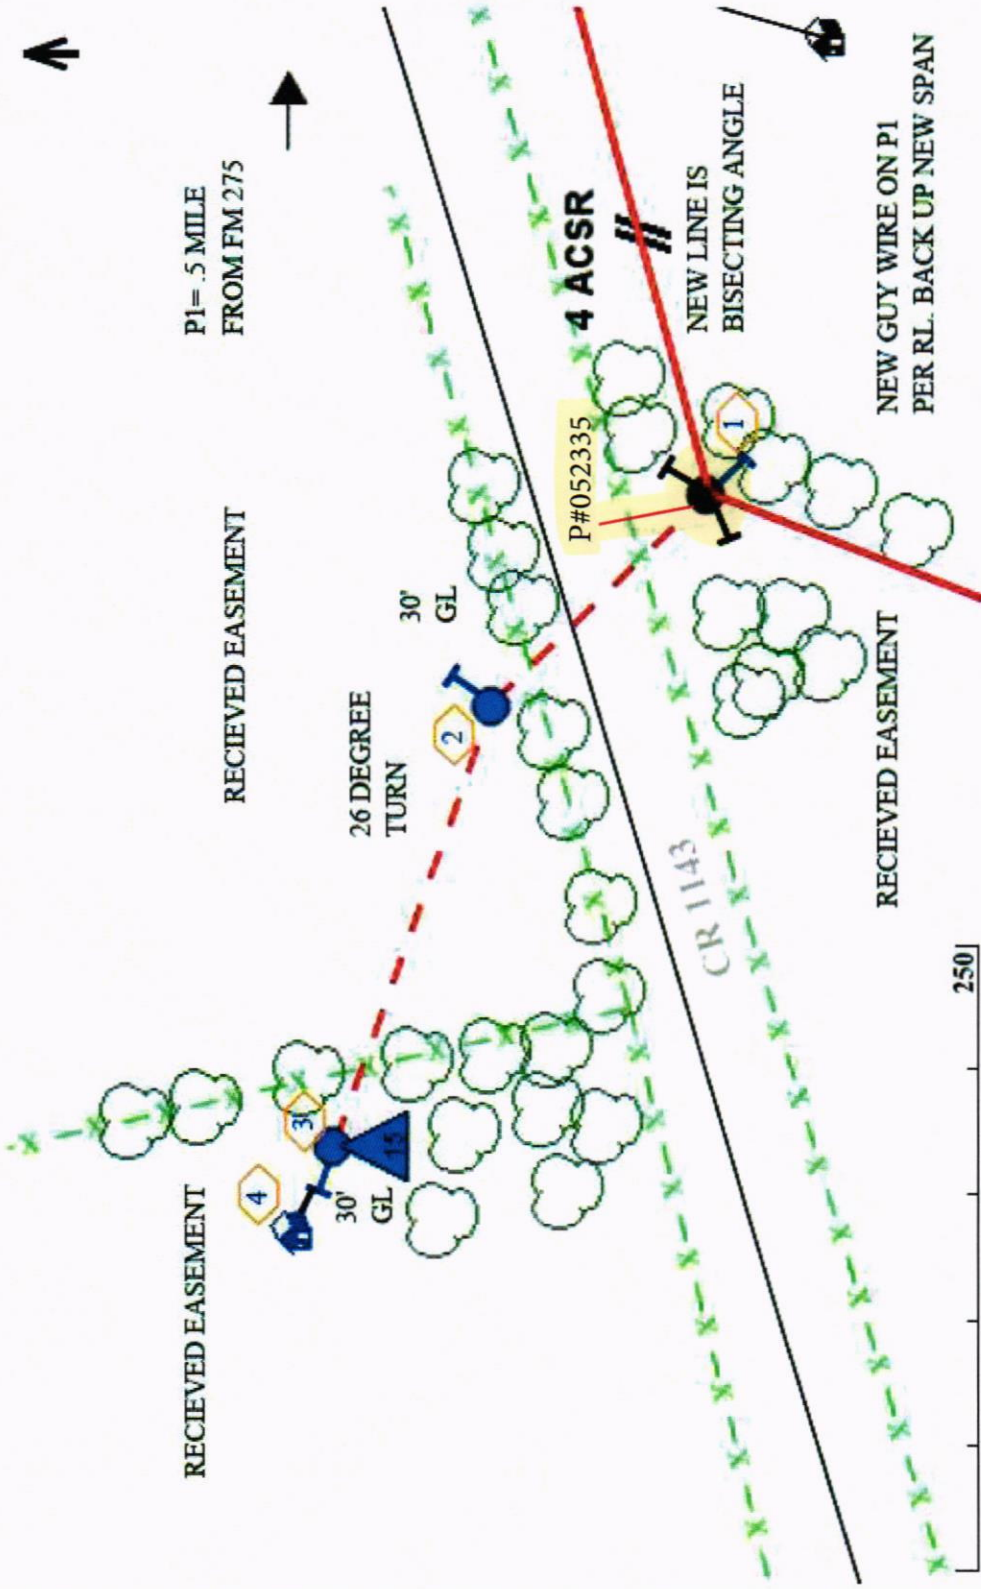 RECIEVED EASEMENT
4
3
30'
GL
15
RECIEVED EASEMENT
26 DEGREE
TURN
2
30'
GL
P1= .5 MILE
FROM FM 275
4 ACSR
P#052335
NEW LINE IS
BISECTING ANGLE
1
NEW GUY WIRE ON P1
PER RL. BACK UP NEW SPAN
CR 1143
RECIEVED EASEMENT
250